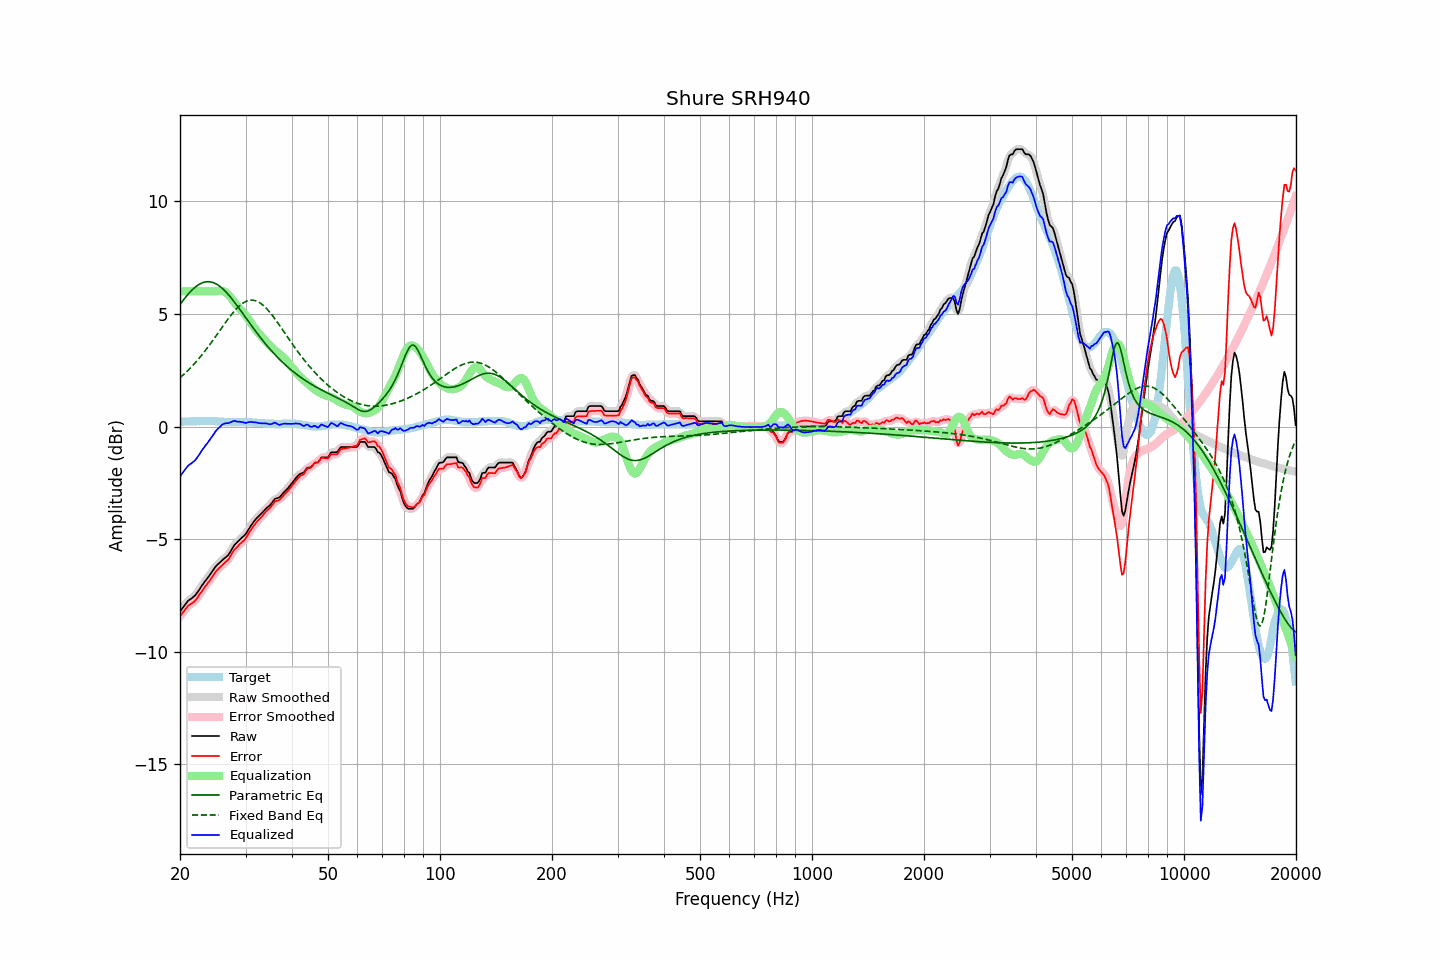 Shure SRH940
Amplitude (dBr)
10
5
0
−5
−10
−15
Target
Raw Smoothed
Error Smoothed
Raw
Error
Equalization
Parametric Eq
Fixed Band Eq
Equalized
20 50 100 200 500 1000 2000 5000 10000 20000
Frequency (Hz)